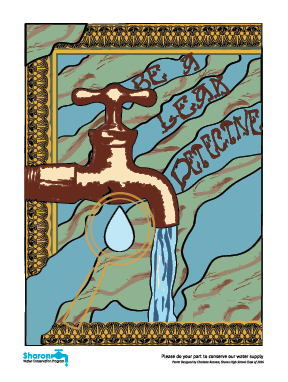 BE A
LEAK
DETECTIVE
Sharon
Water Conservation Program
Please do your part to conserve our water supply